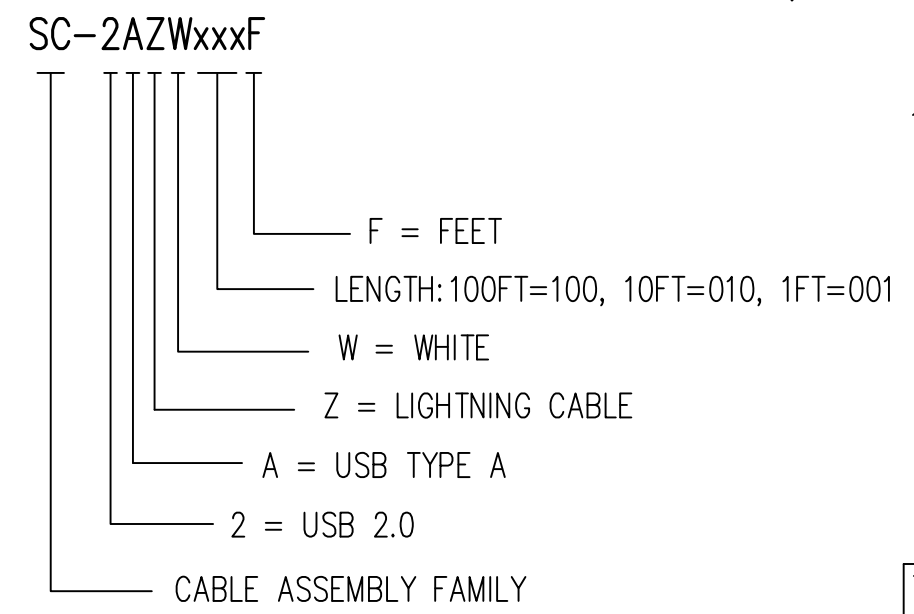 SC-2AZWxxxF
F = FEET
LENGTH:100FT=100, 10FT=010, 1FT=001
W = WHITE
Z = LIGHTNING CABLE
A = USB TYPE A
2 = USB 2.0
CABLE ASSEMBLY FAMILY